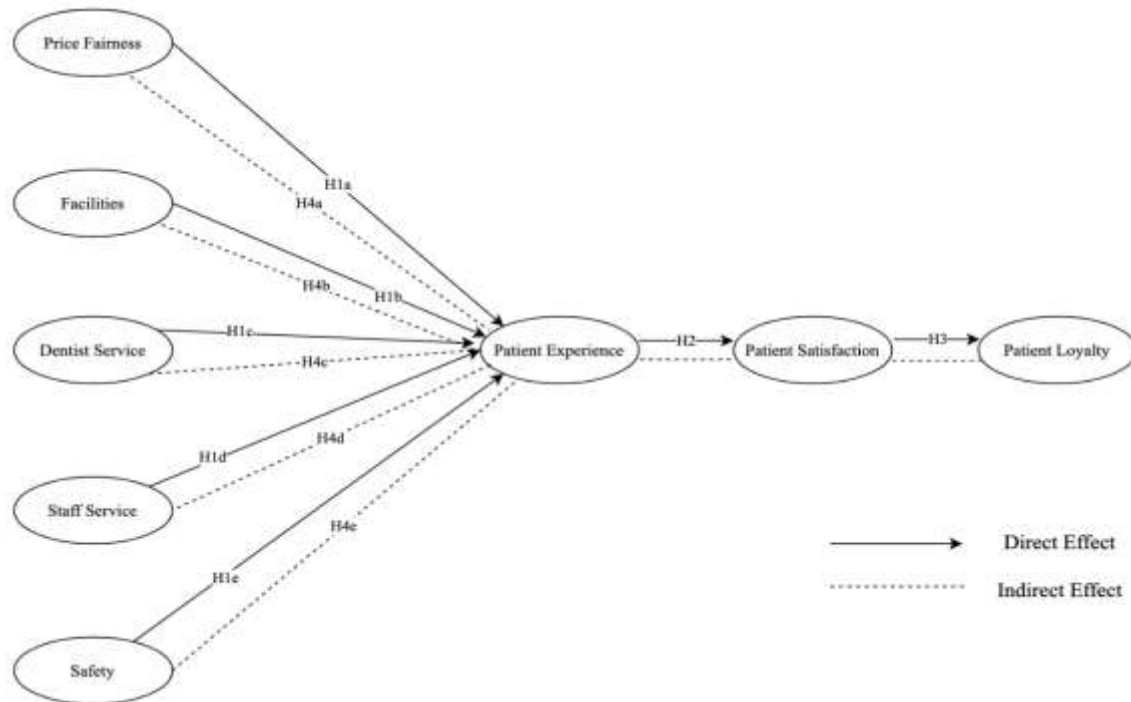 Price Fairness
H1a
H4a
Facilities
H4b
H1b
Dentist Service
H1c
H4c
Patient Experience
H2
Patient Satisfaction
H3
Patient Loyalty
H4d
H1d
Staff Service
H4e
Direct Effect
H1e
Indirect Effect
Safety